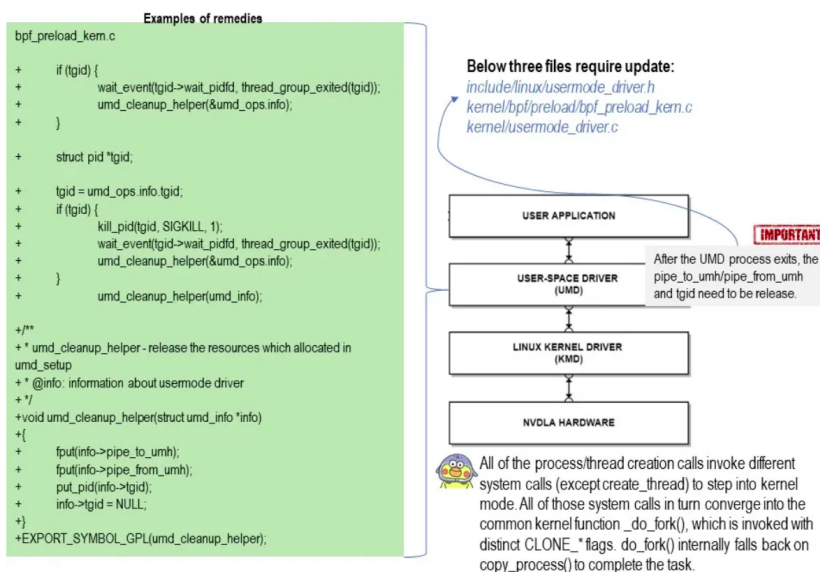 Examples of remedies
bpf_preload_kern.c
+ if (tgid) {
+ wait_event(tgid->wait_pidfd, thread_group_exited(tgid));
+ umd_cleanup_helper(&umd_ops.info);
+ }
+ struct pid *tgid;
+ tgid = umd_ops.info.tgid;
+ if (tgid) {
+ kill_pid(tgid, SIGKILL, 1);
+ wait_event(tgid->wait_pidfd, thread_group_exited(tgid));
+ umd_cleanup_helper(&umd_ops.info);
+ }
+ umd_cleanup_helper(umd_info);
+/**
+ * umd_cleanup_helper - release the resources which allocated in
umd_setup
+ * @info: information about usermode driver
+ */
+void umd_cleanup_helper(struct umd_info *info)
+{
+ fput(info->pipe_to_umh);
+ fput(info->pipe_from_umh);
+ put_pid(info->tgid);
+ info->tgid = NULL;
+}
+EXPORT_SYMBOL_GPL(umd_cleanup_helper);
Below three files require update:
include/linux/usermode_driver.h
kernel/bpf/preload/bpf_preload_kern.c
kernel/usermode_driver.c
USER APPLICATION
USER-SPACE DRIVER
(UMD)
LINUX KERNEL DRIVER
(KMD)
NVDLA HARDWARE
IMPORTANT
After the UMD process exits, the
pipe_to_umh/pipe_from_umh
and tgid need to be release.
All of the process/thread creation calls invoke different
system calls (except create_thread) to step into kernel
mode. All of those system calls in turn converge into the
common kernel function _do_fork(), which is invoked with
distinct CLONE_* flags. do_fork() internally falls back on
copy_process() to complete the task.